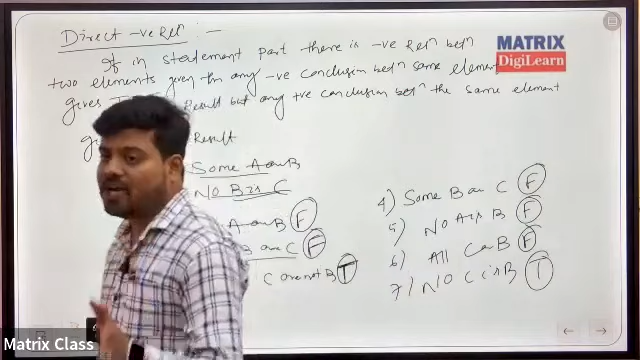 Direct -ve Reln :-
If in statement part there is -ve Reln betn
two elements given then any -ve conclusion betn same element
gives Result but any +ve conclusion betn the same element
Result
Some A are B
NO B is C
A are B F
B are C F
C are not B T
4) Some B are C F
5) NO A is B F
6) All C are B F
7) NO C is B T
MATRIX
DigiLearn
Matrix Class